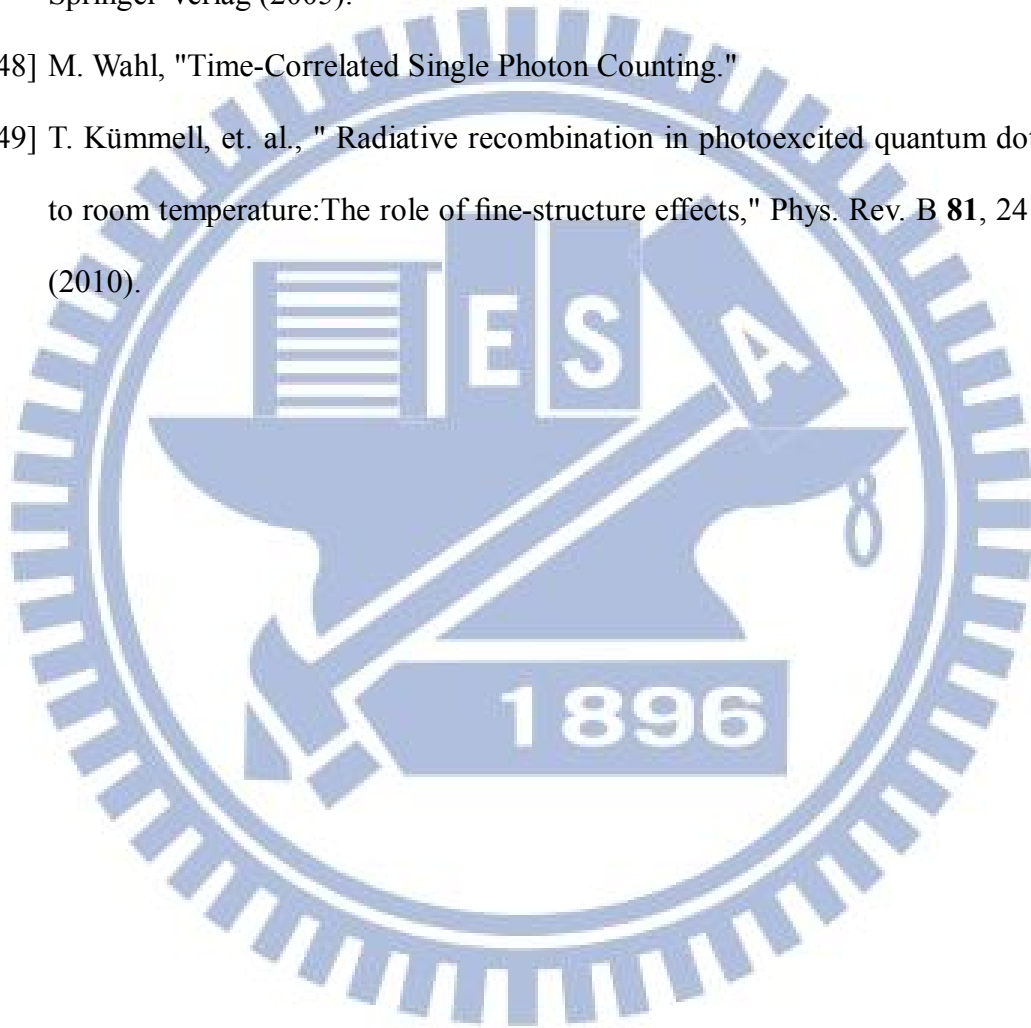 Springer-Verlag (2005).
48] M. Wahl, "Time-Correlated Single Photon Counting."
49] T. Kümmell, et. al., " Radiative recombination in photoexcited quantum do
to room temperature:The role of fine-structure effects," Phys. Rev. B 81, 24
(2010).
E S A
1896